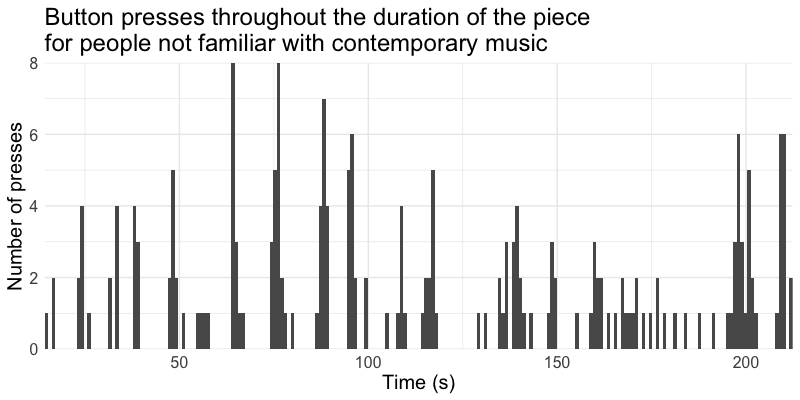 Button presses throughout the duration of the piece
for people not familiar with contemporary music
8
6
4
2
0
Number of presses
50 100 150 200
Time (s)